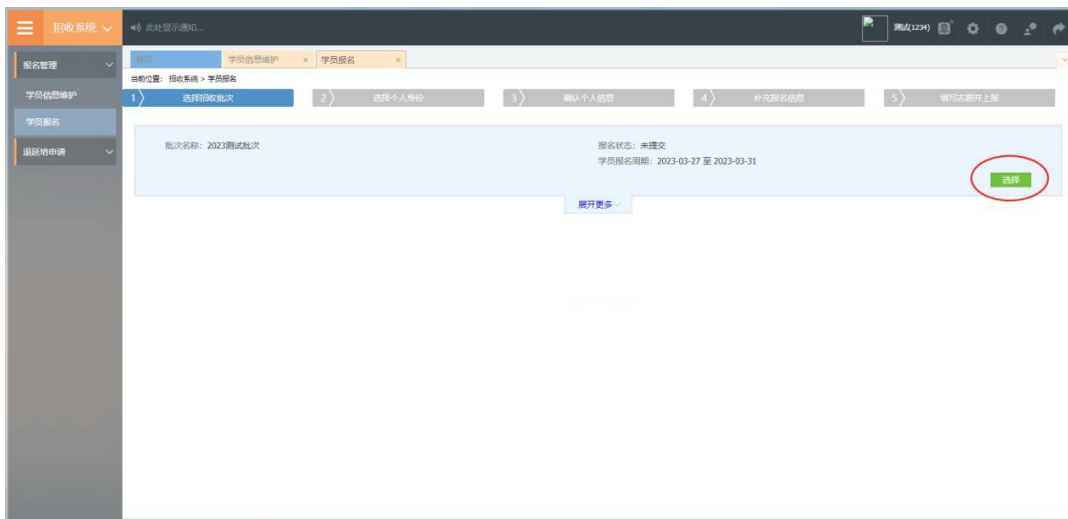 招收系统
此处显示通知...
测试(1234)
报名管理
学员信息维护
学员报名
退延培申请
首页
学员信息维护 ×
学员报名 ×
当前位置： 招收系统 > 学员报名
1 选择招收批次
2 选择个人身份
3 确认个人信息
4 补充报名信息
5 填写志愿并上报
批次名称： 2023测试批次
报名状态： 未提交
学员报名周期： 2023-03-27 至 2023-03-31
选择
展开更多